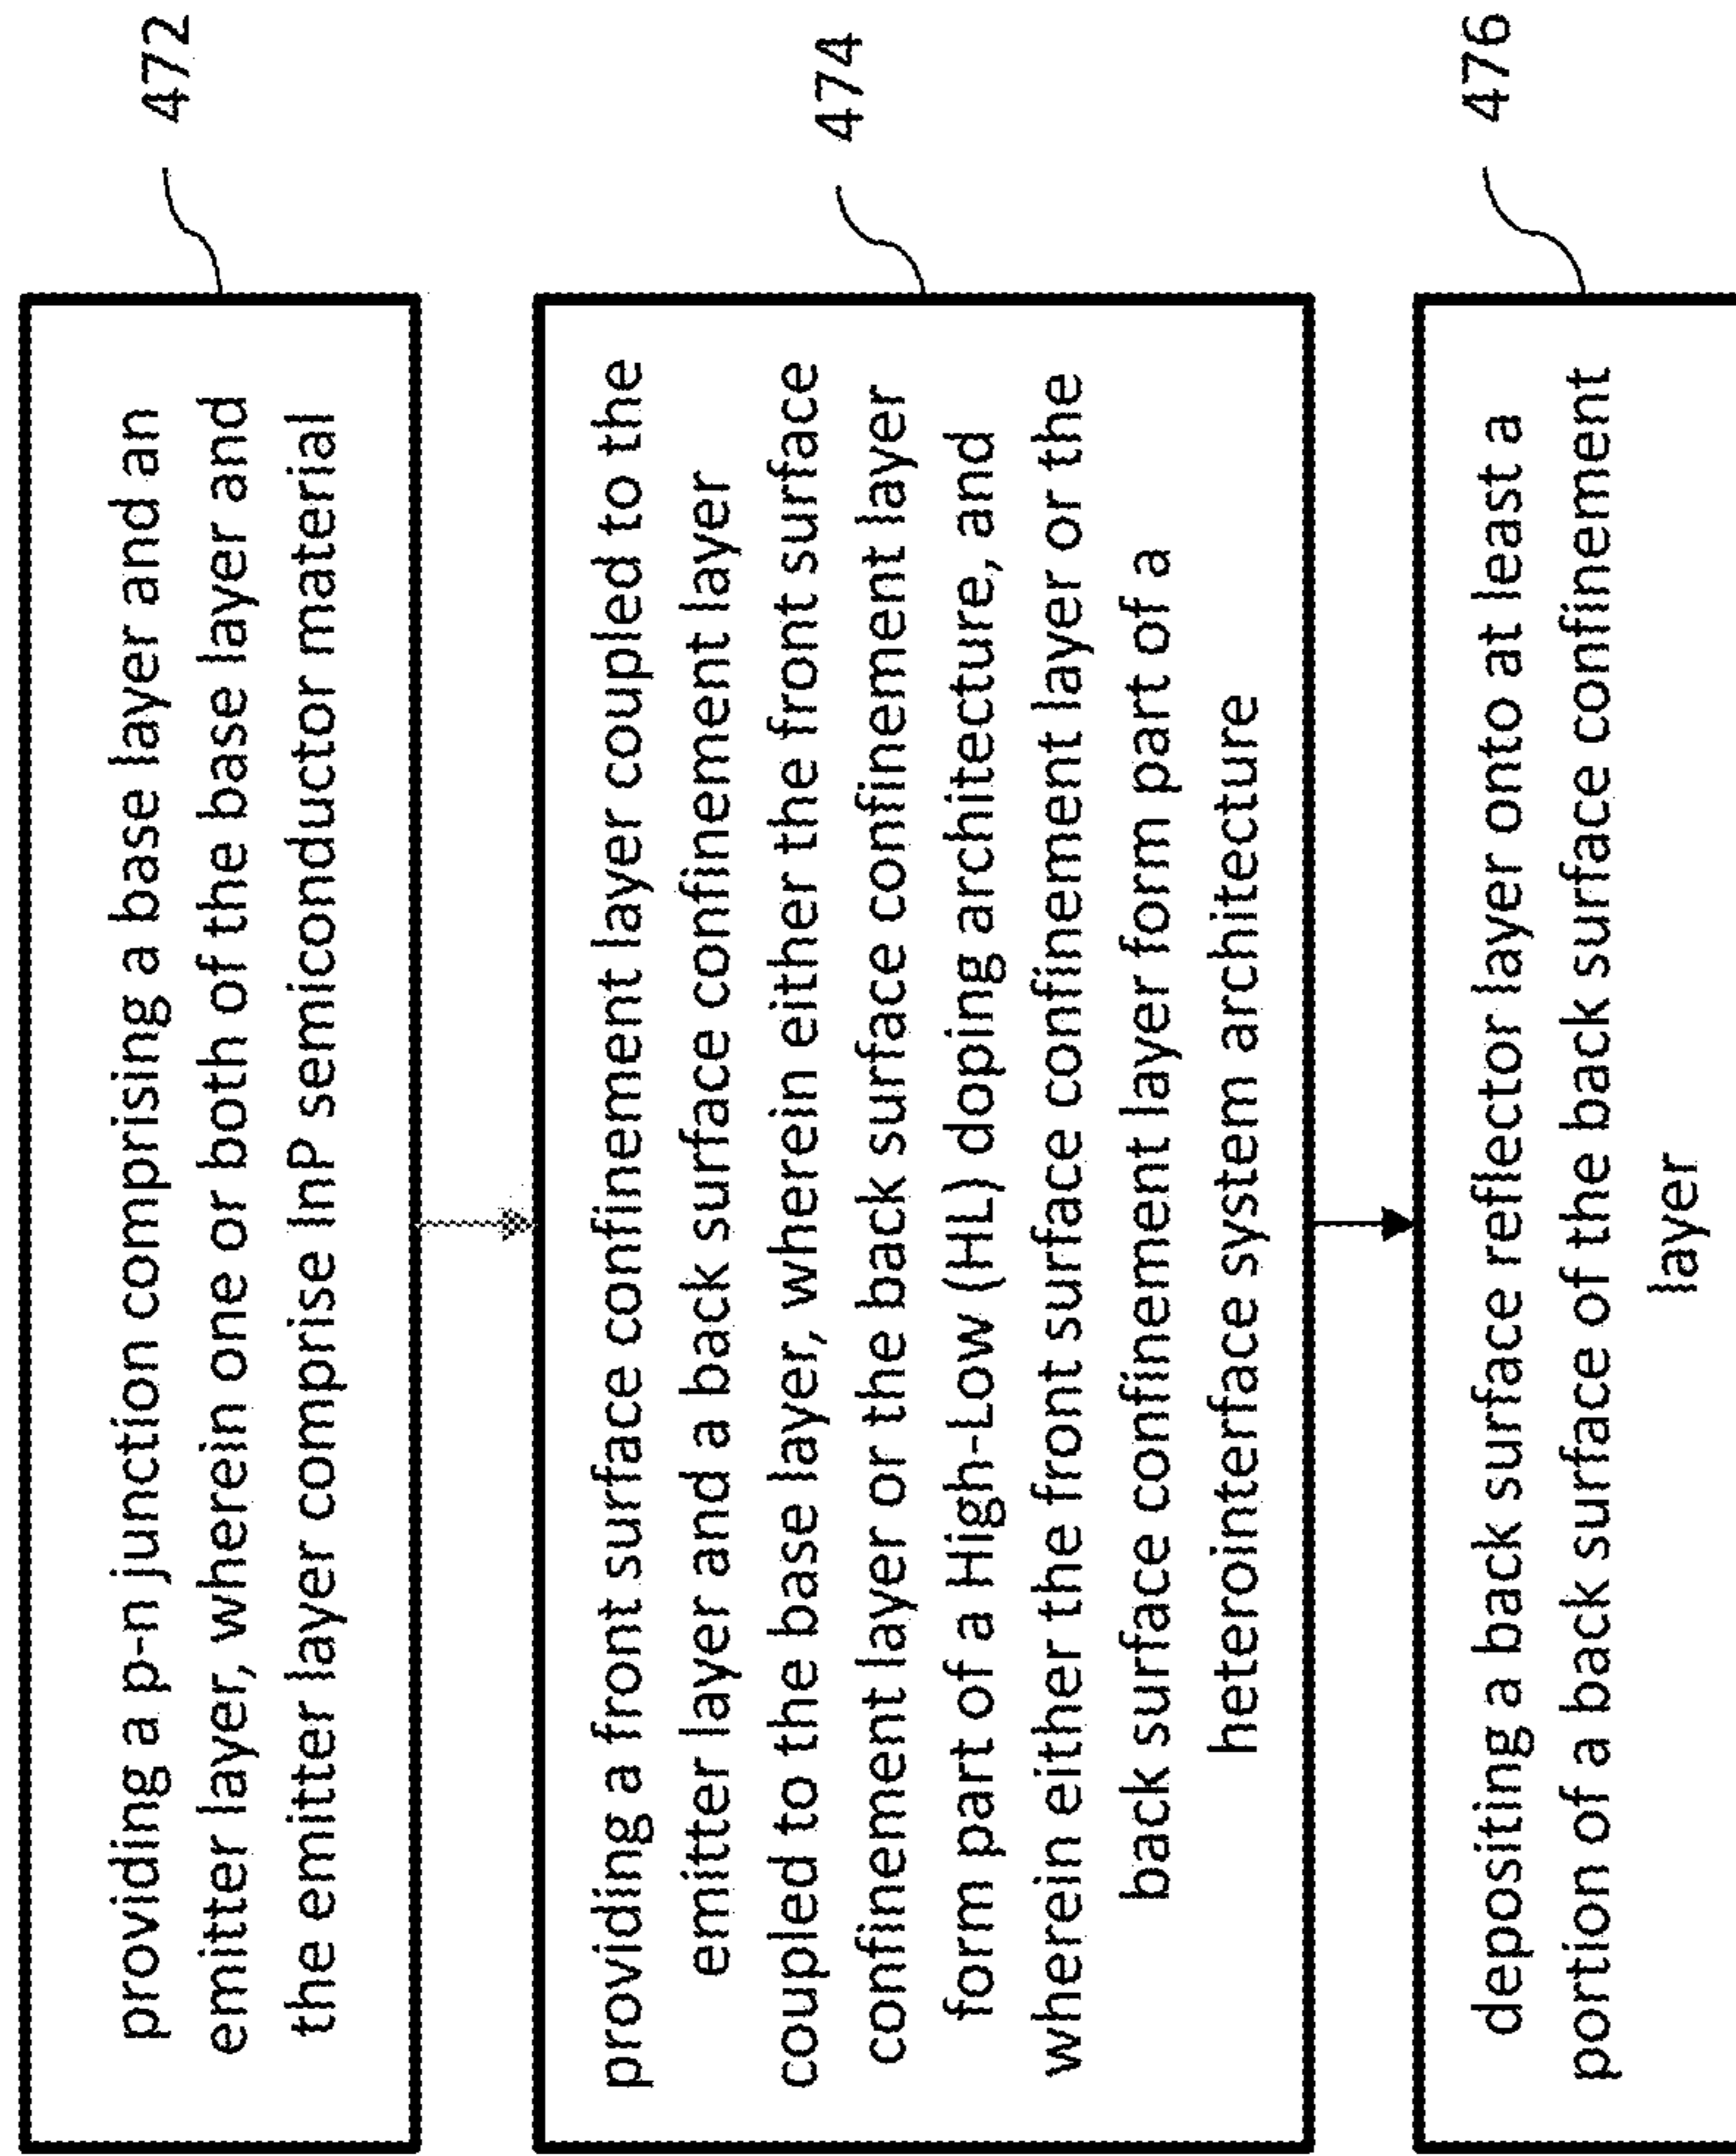 providing a p-n junction comprising a base layer and an
emitter layer, wherein one or both of the base layer and
the emitter layer comprise InP semiconductor material
472
providing a front surface confinement layer coupled to the
emitter layer and a back surface confinement layer
coupled to the base layer, wherein either the front surface
confinement layer or the back surface confinement layer
form part of a High-Low (HL) doping architecture, and
wherein either the front surface confinement layer or the
back surface confinement layer form part of a
heterointerface system architecture
474
depositing a back surface reflector layer onto at least a
portion of a back surface of the back surface confinement
layer
476